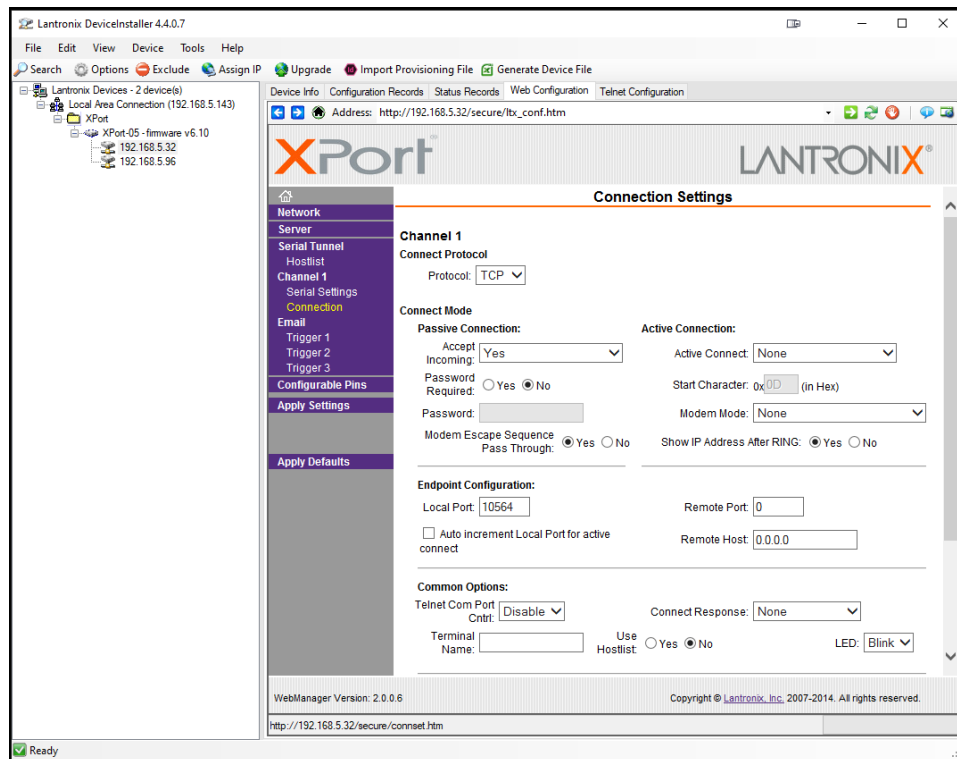 Lantronix DeviceInstaller 4.4.0.7
File Edit View Device Tools Help
Search Options Exclude Assign IP Upgrade Import Provisioning File Generate Device File
Lantronix Devices - 2 device(s)
Local Area Connection (192.168.5.143)
XPort
XPort-05 - firmware v6.10
192.168.5.32
192.168.5.96
Device Info Configuration Records Status Records Web Configuration Telnet Configuration
Address: http://192.168.5.32/secure/ltx_conf.htm
XPort®
LANTRONIX®
Network
Server
Serial Tunnel
Hostlist
Channel 1
Serial Settings
Connection
Email
Trigger 1
Trigger 2
Trigger 3
Configurable Pins
Apply Settings
Apply Defaults
Connection Settings
Channel 1
Connect Protocol
Protocol: TCP
Connect Mode
Passive Connection: Active Connection:
Accept Incoming: Yes Active Connect: None
Password Required: Yes No Start Character: 0x 0D (in Hex)
Password: Modem Mode: None
Modem Escape Sequence Pass Through: Yes No Show IP Address After RING: Yes No
Endpoint Configuration:
Local Port: 10564 Remote Port: 0
Auto increment Local Port for active connect Remote Host: 0.0.0.0
Common Options:
Telnet Com Port Cntrl: Disable Connect Response: None
Terminal Name: Use Hostlist: Yes No LED: Blink
WebManager Version: 2.0.0.6 Copyright © Lantronix, Inc. 2007-2014. All rights reserved.
http://192.168.5.32/secure/connset.htm
Ready